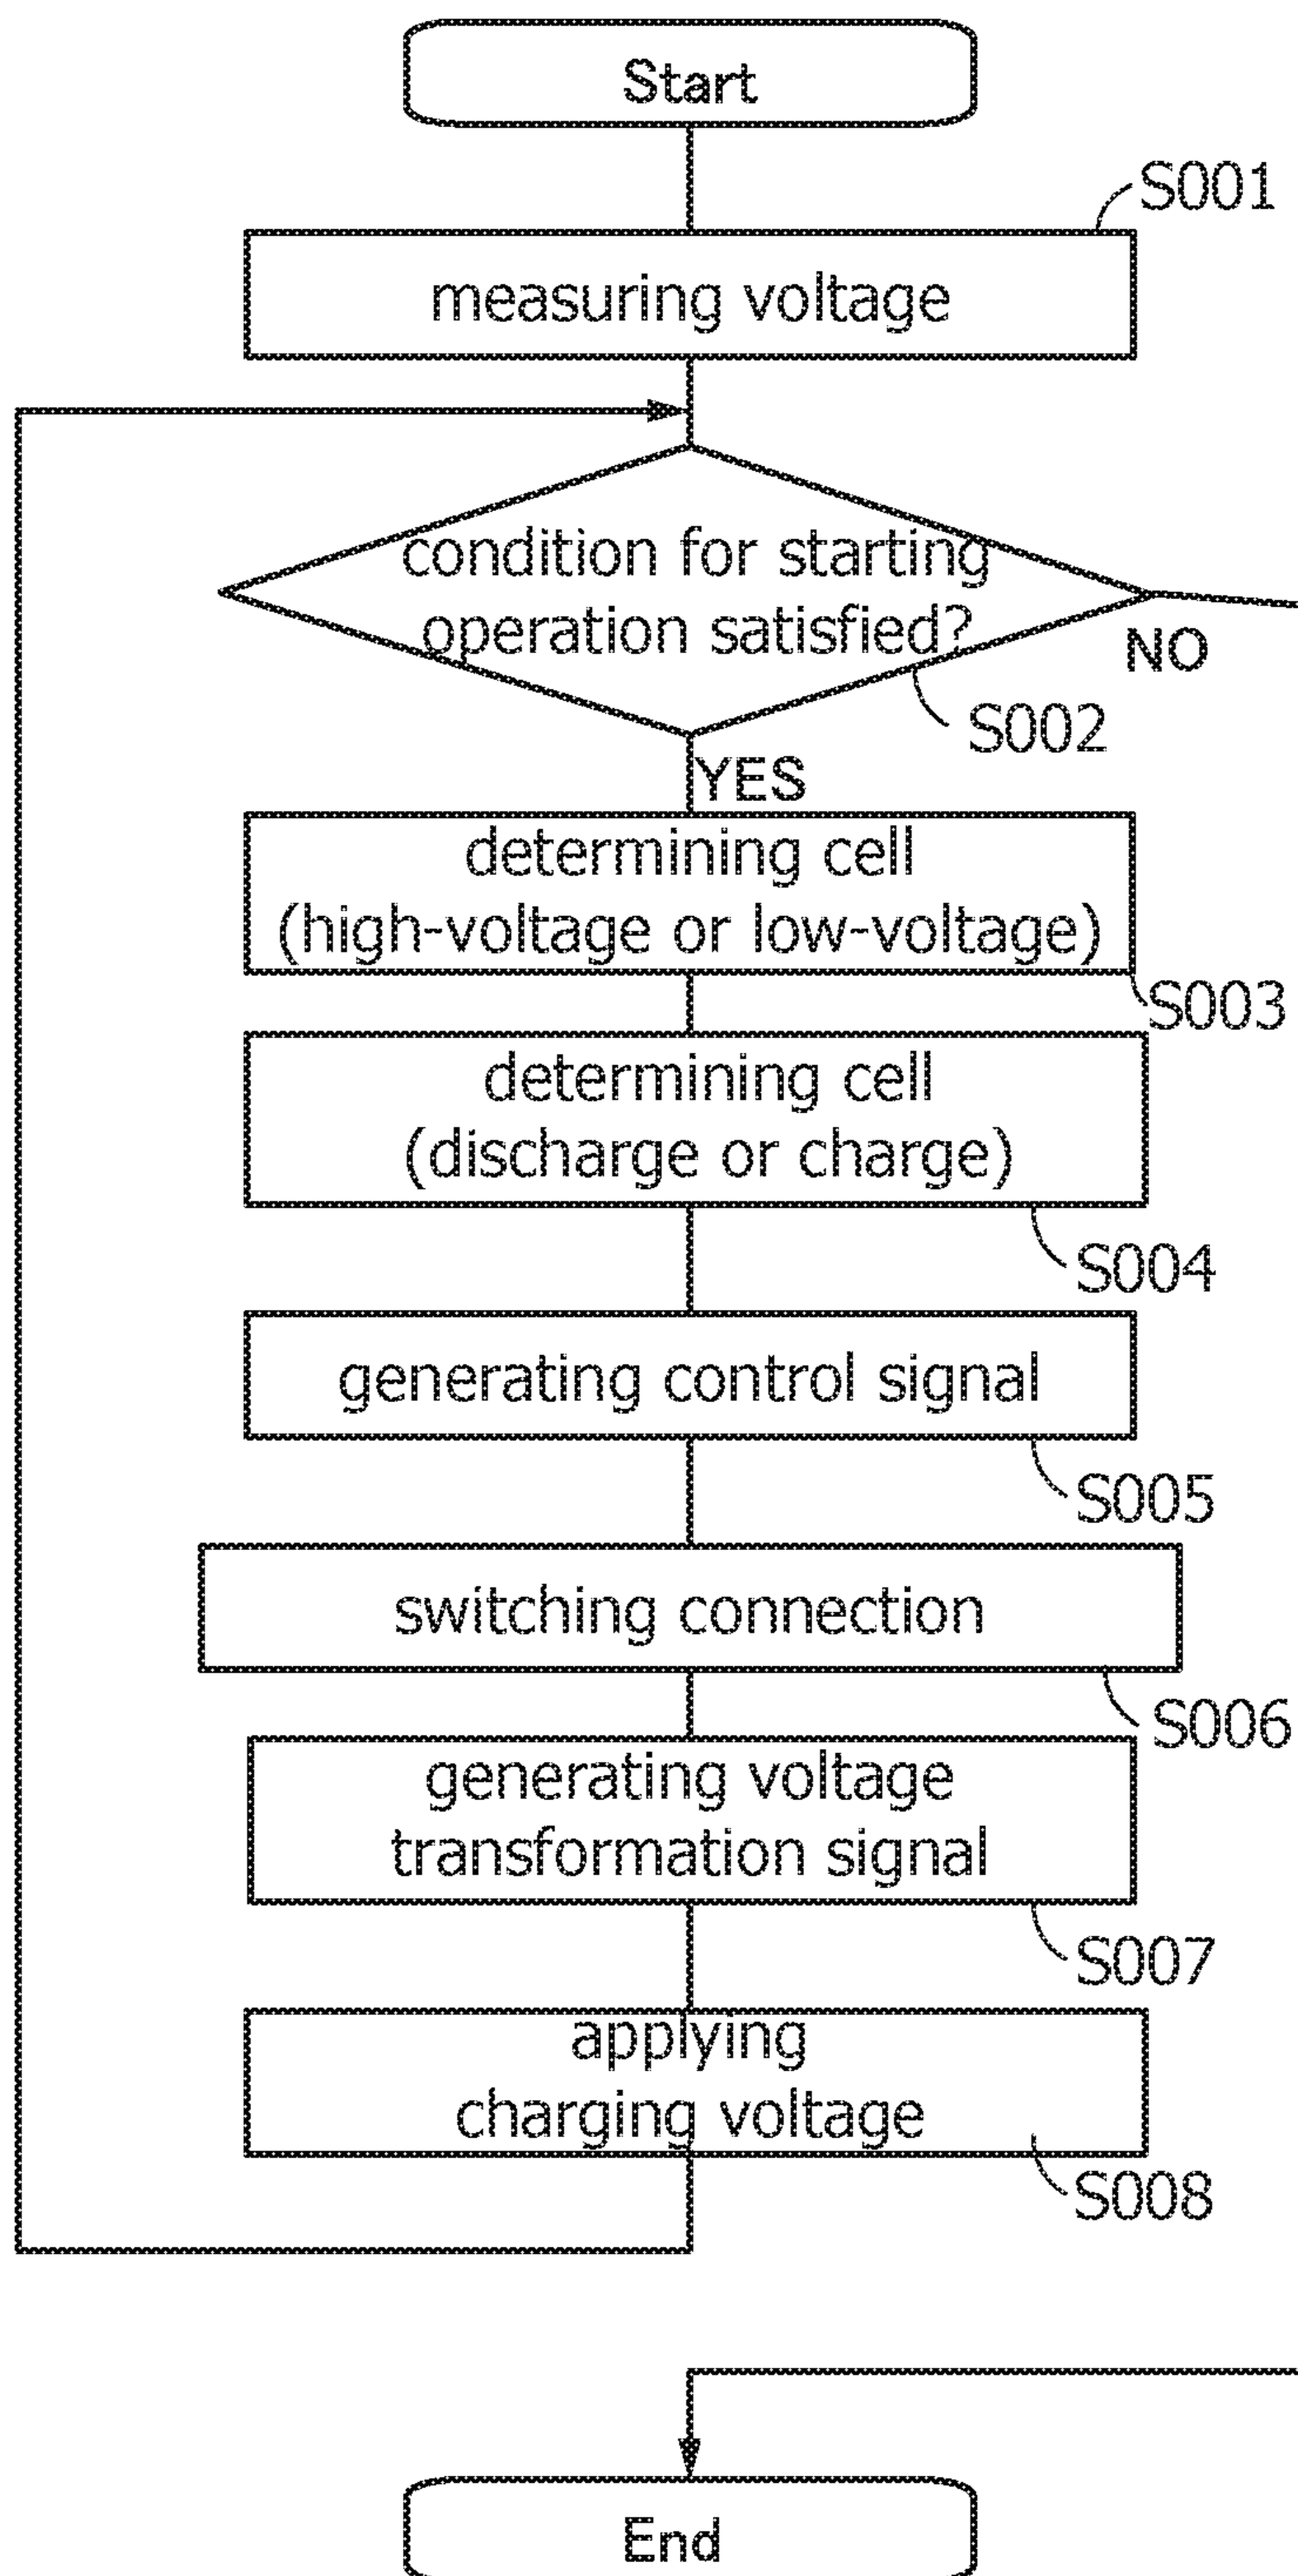 Start
S001
measuring voltage
condition for starting
operation satisfied?
NO
S002
YES
determining cell
(high-voltage or low-voltage)
S003
determining cell
(discharge or charge)
S004
generating control signal
S005
switching connection
S006
generating voltage
transformation signal
S007
applying
charging voltage
S008
End